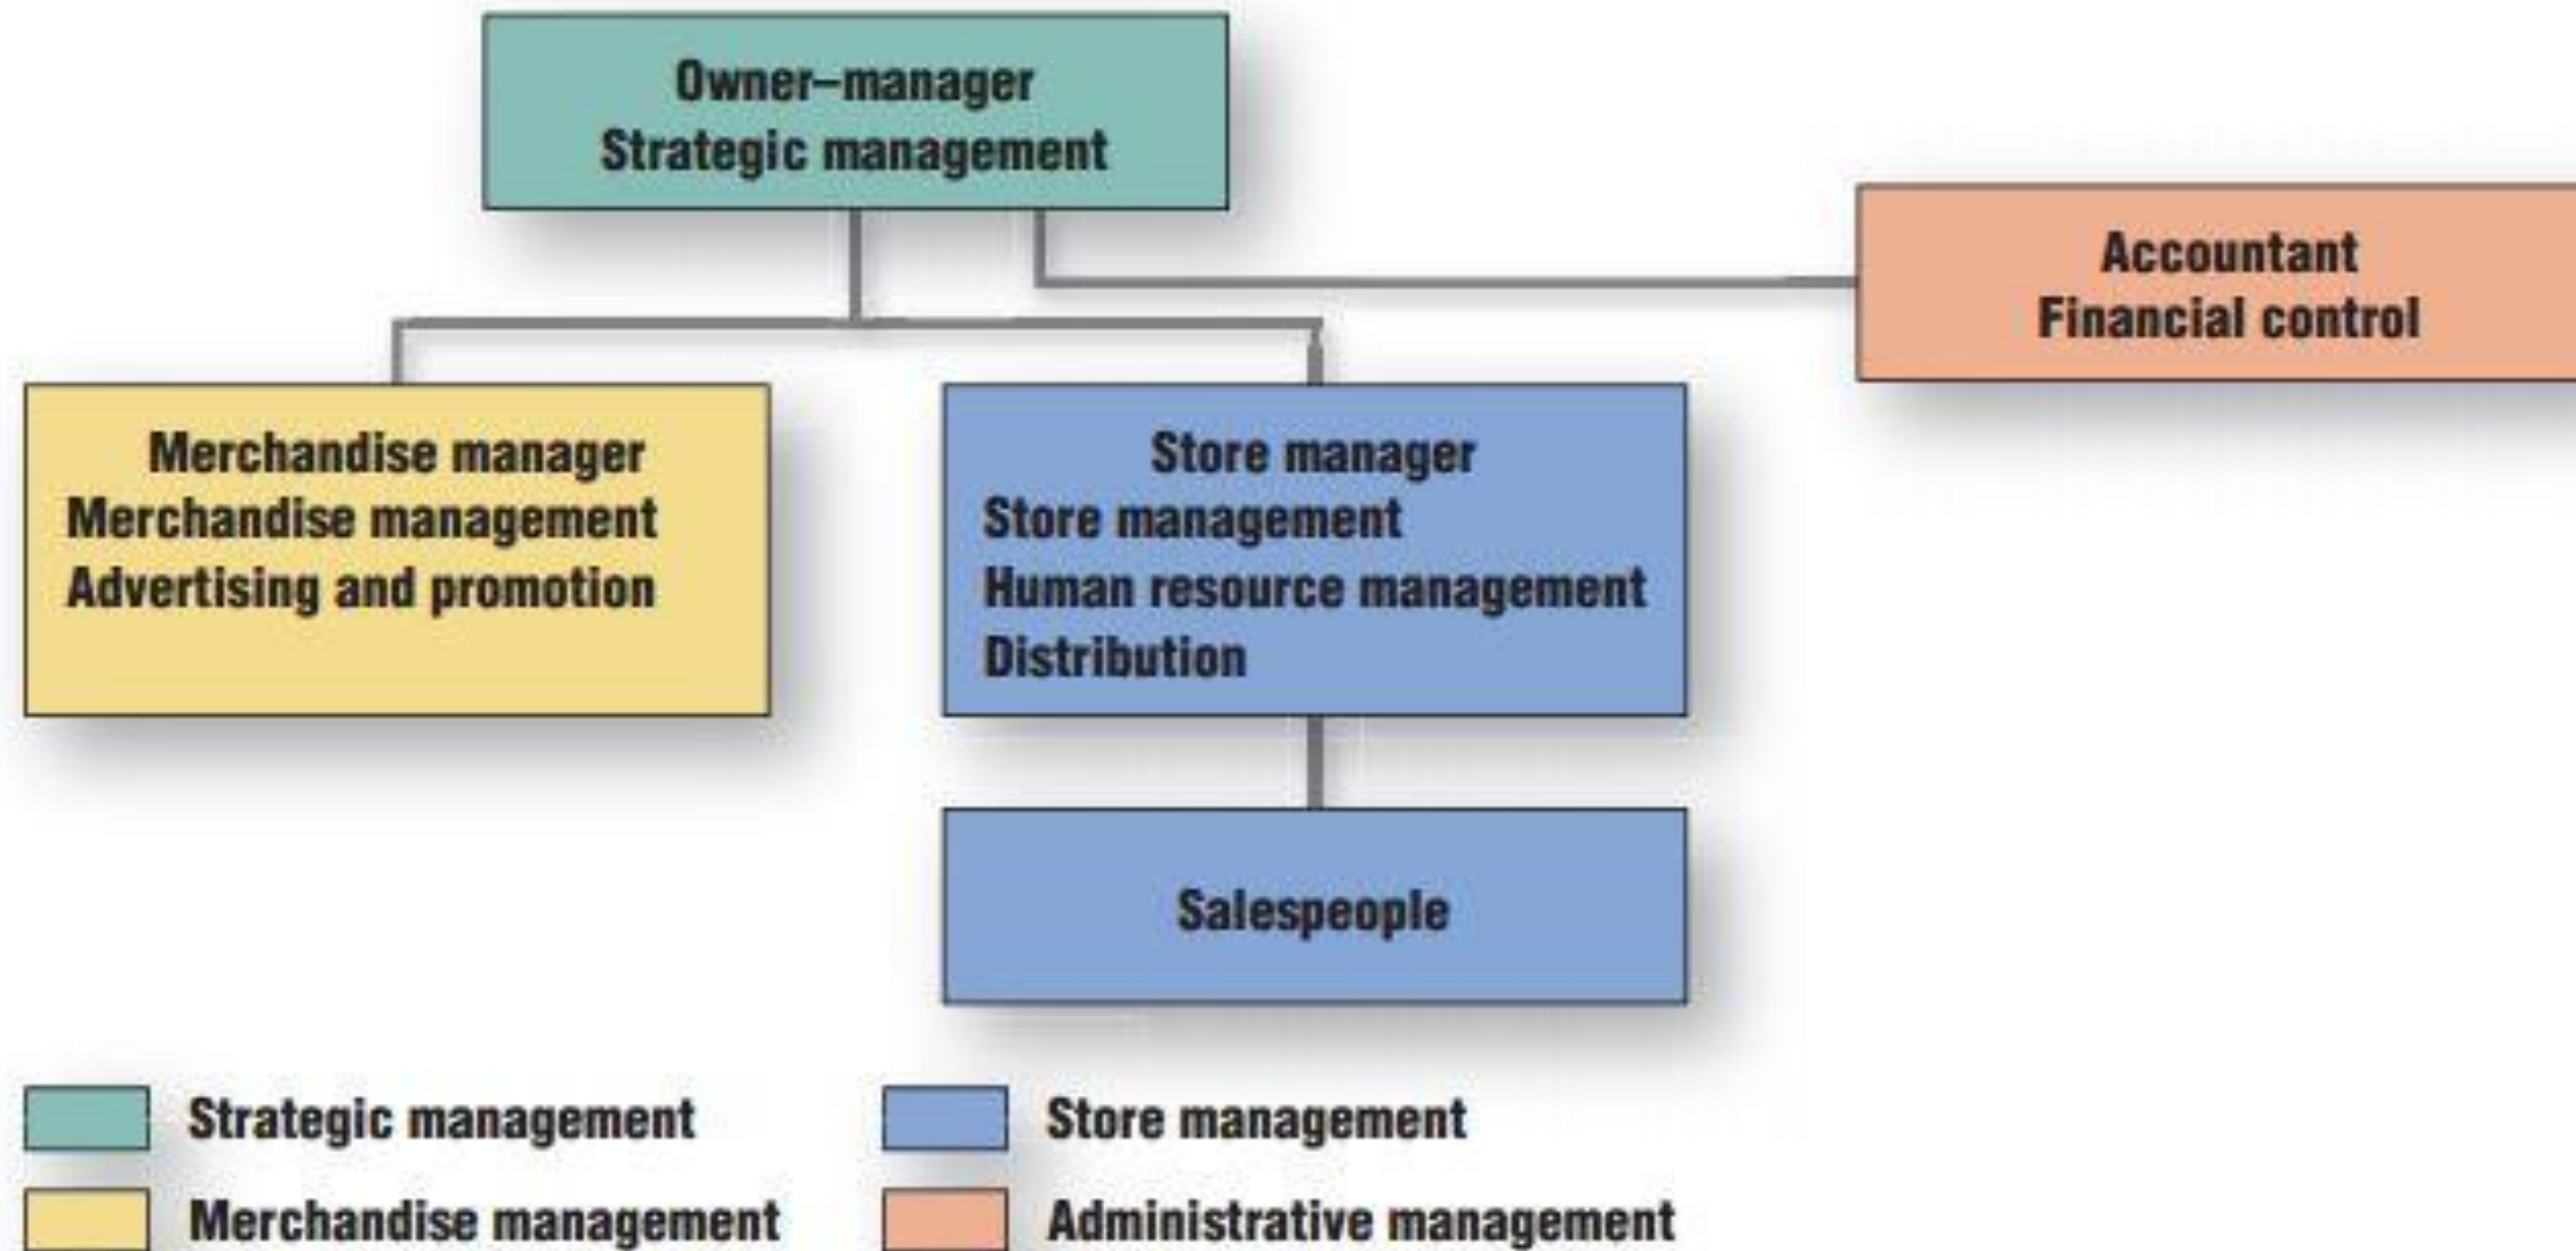 Owner–manager
Strategic management
Accountant
Financial control
Merchandise manager
Merchandise management
Advertising and promotion
Store manager
Store management
Human resource management
Distribution
Salespeople
Strategic management
Store management
Merchandise management
Administrative management